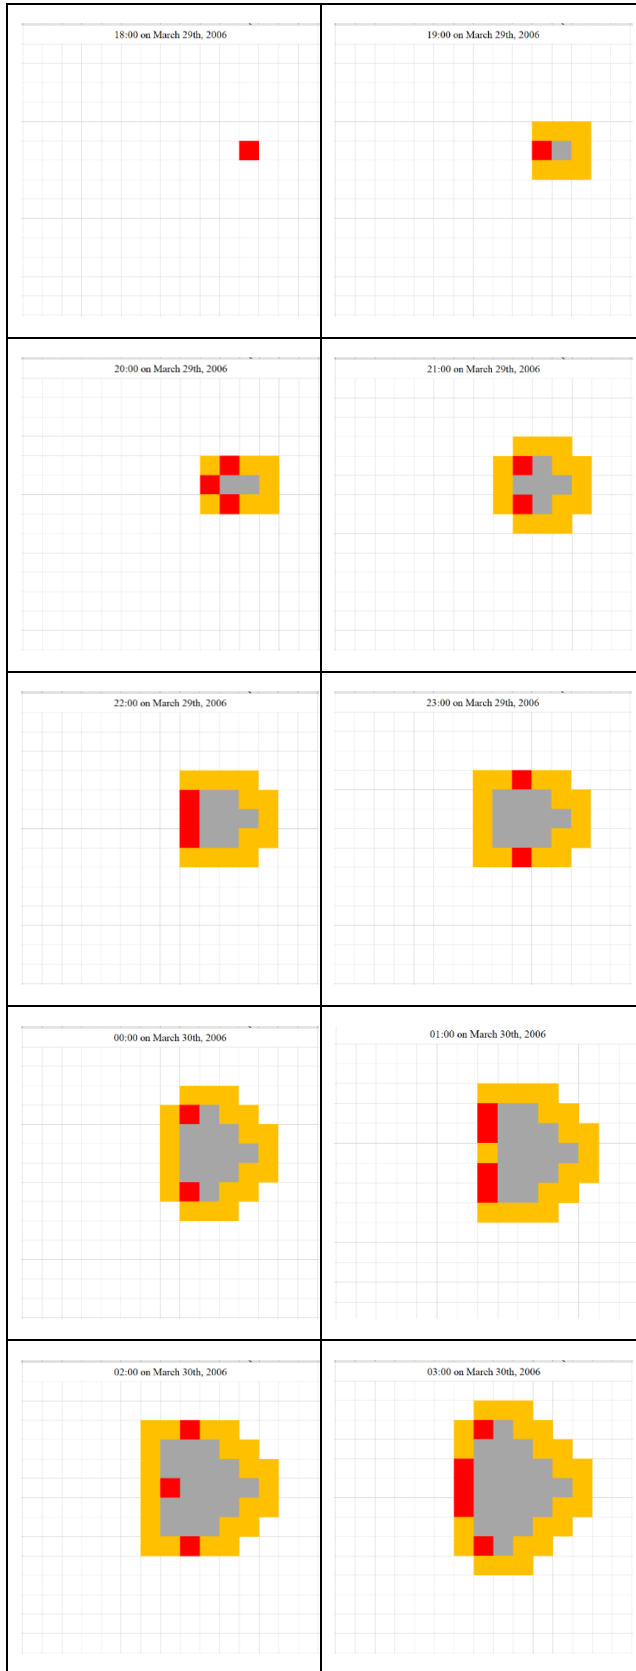 18:00 on March 29th, 2006
19:00 on March 29th, 2006
20:00 on March 29th, 2006
21:00 on March 29th, 2006
22:00 on March 29th, 2006
23:00 on March 29th, 2006
00:00 on March 30th, 2006
01:00 on March 30th, 2006
02:00 on March 30th, 2006
03:00 on March 30th, 2006